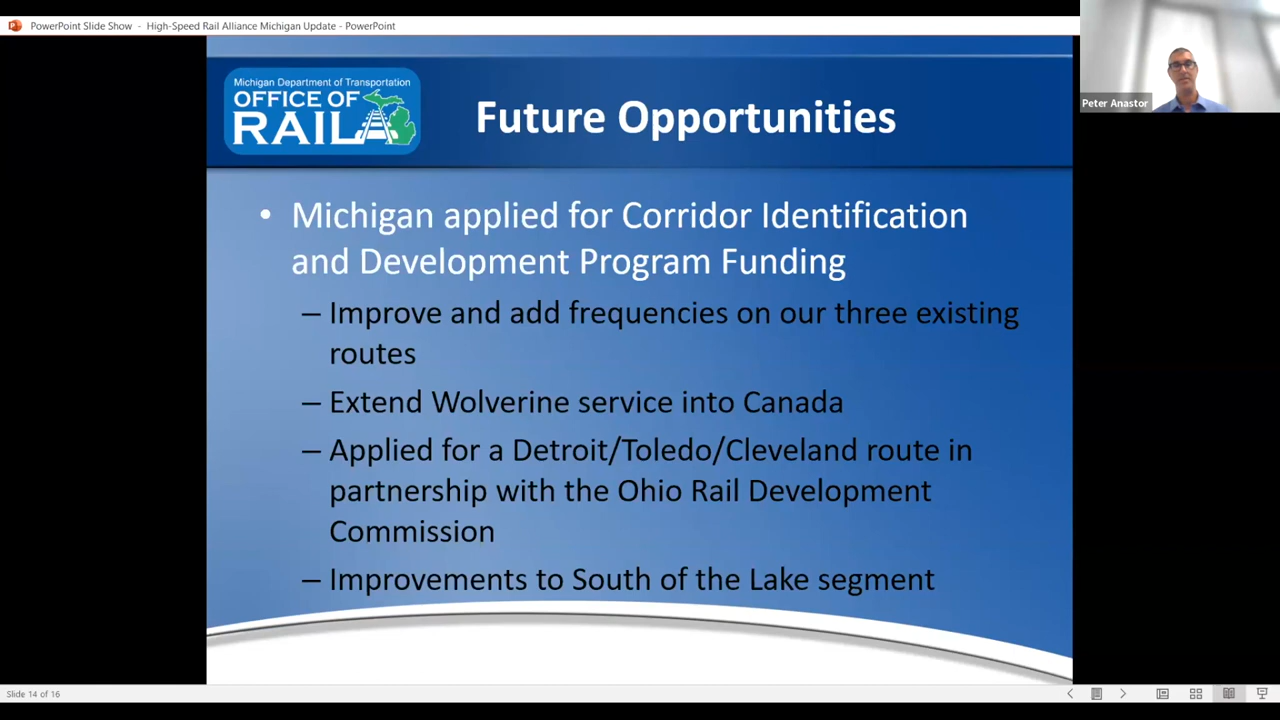 PowerPoint Slide Show - High-Speed Rail Alliance Michigan Update - PowerPoint
Michigan Department of Transportation
OFFICE OF
RAIL
Future Opportunities
Peter Anastor
• Michigan applied for Corridor Identification
and Development Program Funding
– Improve and add frequencies on our three existing
routes
– Extend Wolverine service into Canada
– Applied for a Detroit/Toledo/Cleveland route in
partnership with the Ohio Rail Development
Commission
– Improvements to South of the Lake segment
Slide 14 of 16